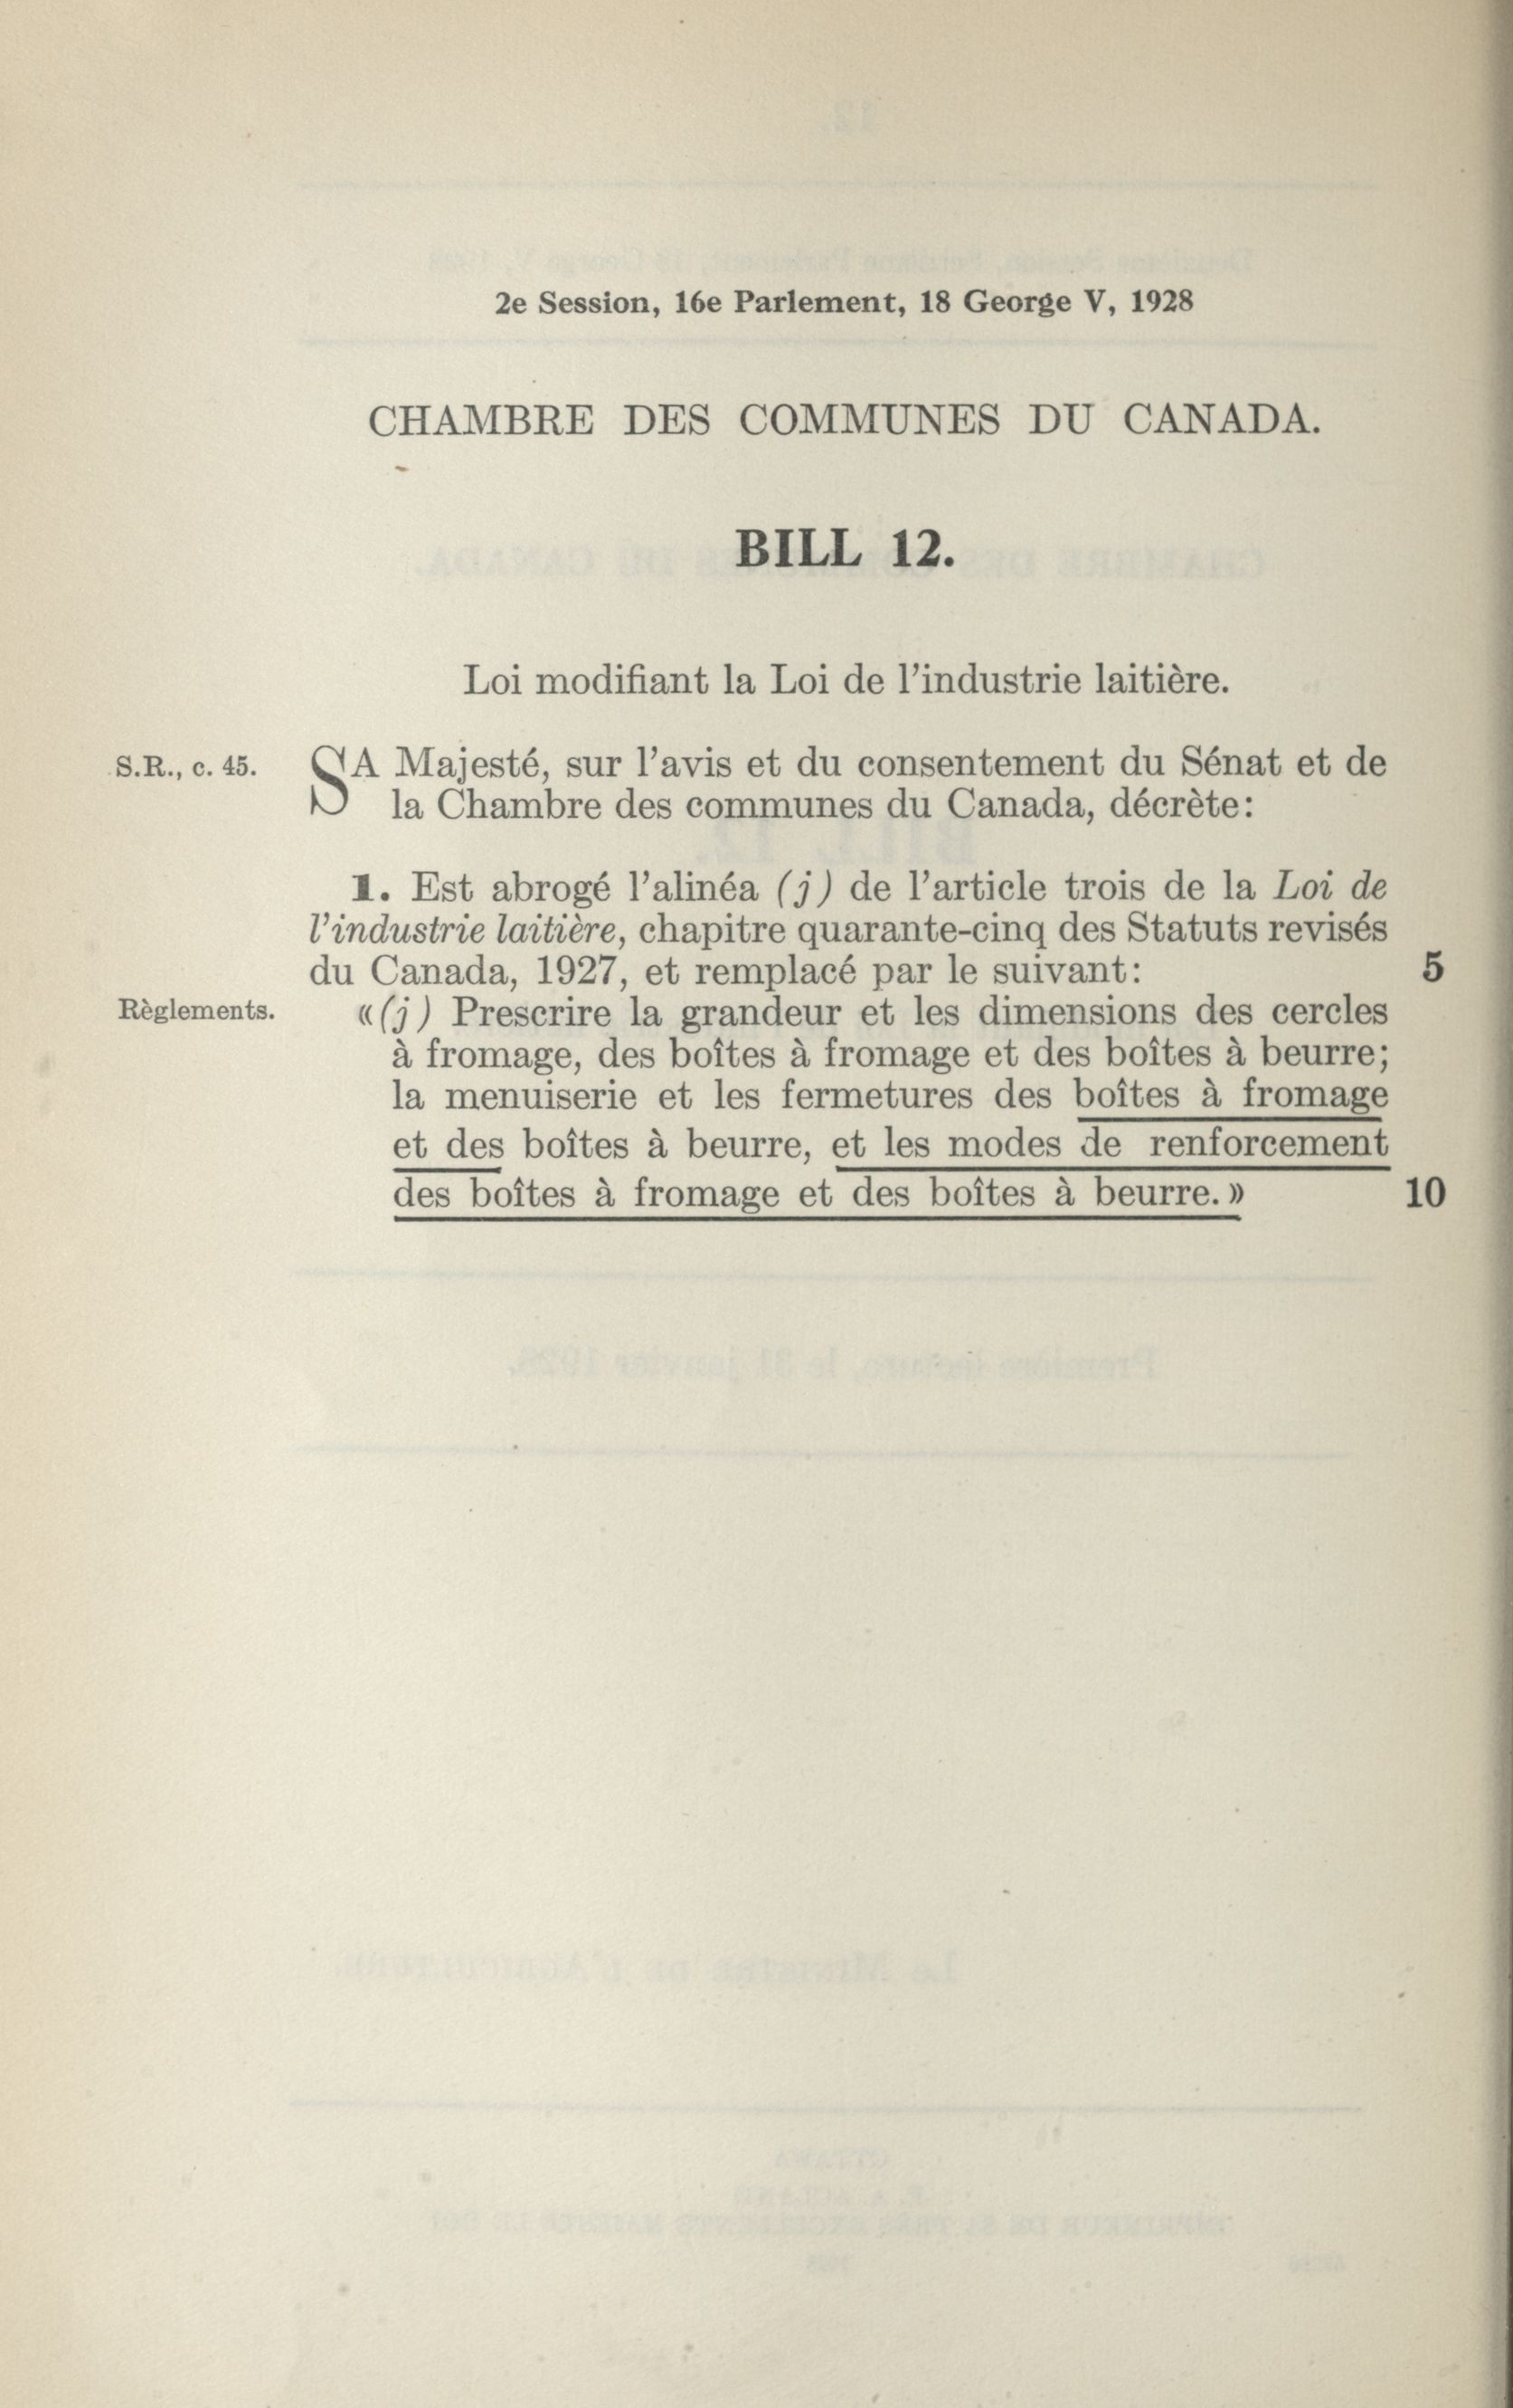 2e Session, 16e Parlement, 18 George V, 1928
CHAMBRE DES COMMUNES DU CANADA.
BILL 12.
Loi modifiant la Loi de l'industrie laitière.
S.R., c. 45.
SA Majesté, sur l'avis et du consentement du Sénat et de
la Chambre des communes du Canada, décrète:
1. Est abrogé l'alinéa (j) de l'article trois de la Loi de
l'industrie laitière, chapitre quarante-cinq des Statuts revisés
du Canada, 1927, et remplacé par le suivant: 5
Règlements.
«(j) Prescrire la grandeur et les dimensions des cercles
à fromage, des boîtes à fromage et des boîtes à beurre;
la menuiserie et les fermetures des boîtes à fromage
et des boîtes à beurre, et les modes de renforcement
des boîtes à fromage et des boîtes à beurre.» 10